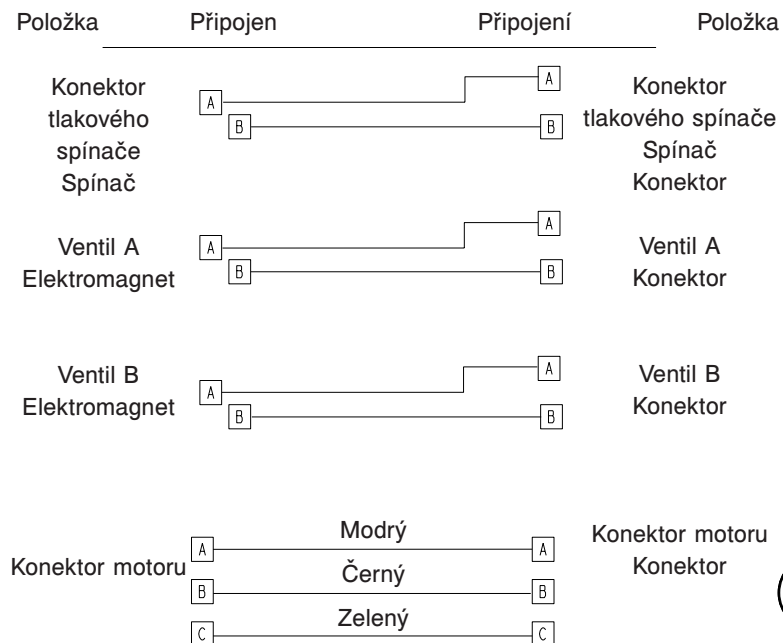 Položka Připojen Připojení Položka
Konektor
tlakového
spínače
Spínač
A A
B B
Konektor
tlakového spínače
Spínač
Konektor
Ventil A
Elektromagnet
A A
B B
Ventil A
Konektor
Ventil B
Elektromagnet
A A
B B
Ventil B
Konektor
Konektor motoru
A Modrý A
B Černý B
C Zelený C
Konektor motoru
Konektor